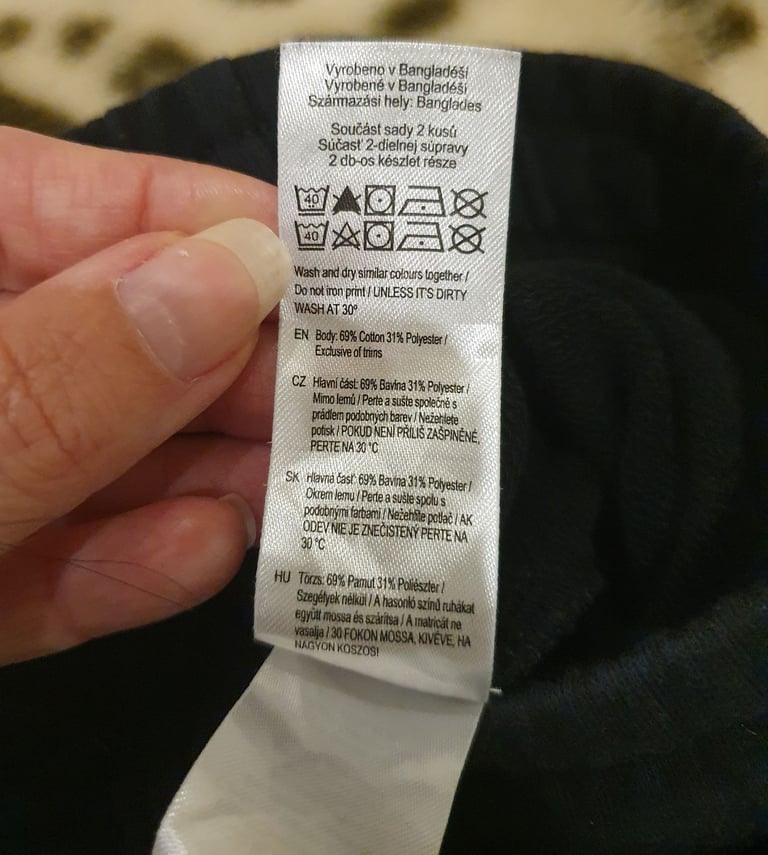 Vyrobeno v Bangladéši
Vyrobené v Bangladéši
Származási hely: Banglades
Součást sady 2 kusů
Súčasť 2-dielnej súpravy
2 db-os készlet része
40
40
Wash and dry similar colours together /
Do not iron print / UNLESS IT'S DIRTY
WASH AT 30º
EN Body: 69% Cotton 31% Polyester /
Exclusive of trims
CZ Hlavní část: 69% Bavlna 31% Polyester /
Mimo lemů / Perte a sušte společně s
prádlem podobných barev / Nežehlete
potisk / POKUD NENÍ PŘÍLIŠ ZAŠPINĚNÉ,
PERTE NA 30 °C
SK Hlavná časť: 69% Bavlna 31% Polyester /
Okrem lemu / Perte a sušte spolu s
podobnými farbami / Nežehlite potlač / AK
ODEV NIE JE ZNEČISTENÝ PERTE NA
30 °C
HU Törzs: 69% Pamut 31% Poliészter /
Szegélyek nélkül / A hasonló színű ruhákat
együtt mossa és szárítsa / A matricát ne
vasalja / 30 FOKON MOSSA, KIVÉVE, HA
NAGYON KOSZOS!